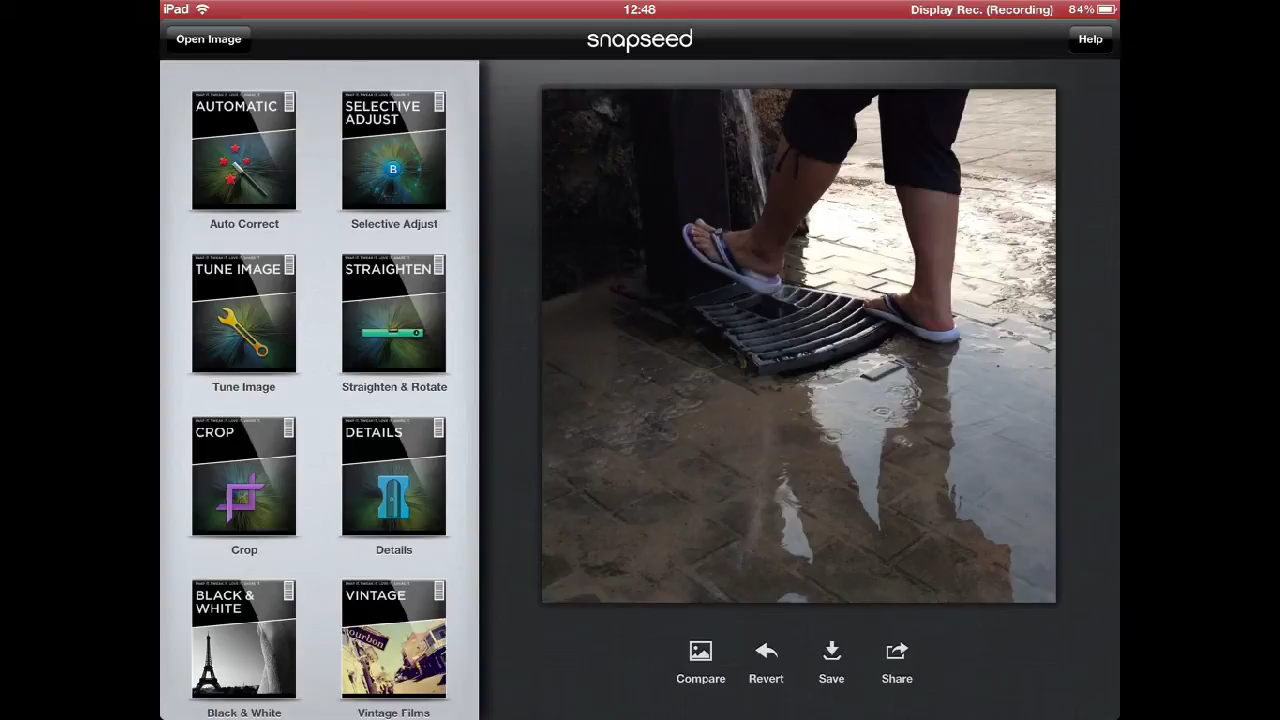 iPad 12:48 Display Rec. (Recording) 84%
Open Image snapseed Help
AUTOMATIC
Auto Correct
SELECTIVE
ADJUST
B
Selective Adjust
TUNE IMAGE
Tune Image
STRAIGHTEN
Straighten & Rotate
CROP
Crop
DETAILS
Details
BLACK &
WHITE
Black & White
VINTAGE
Bourbon
Vintage Films
Compare Revert Save Share